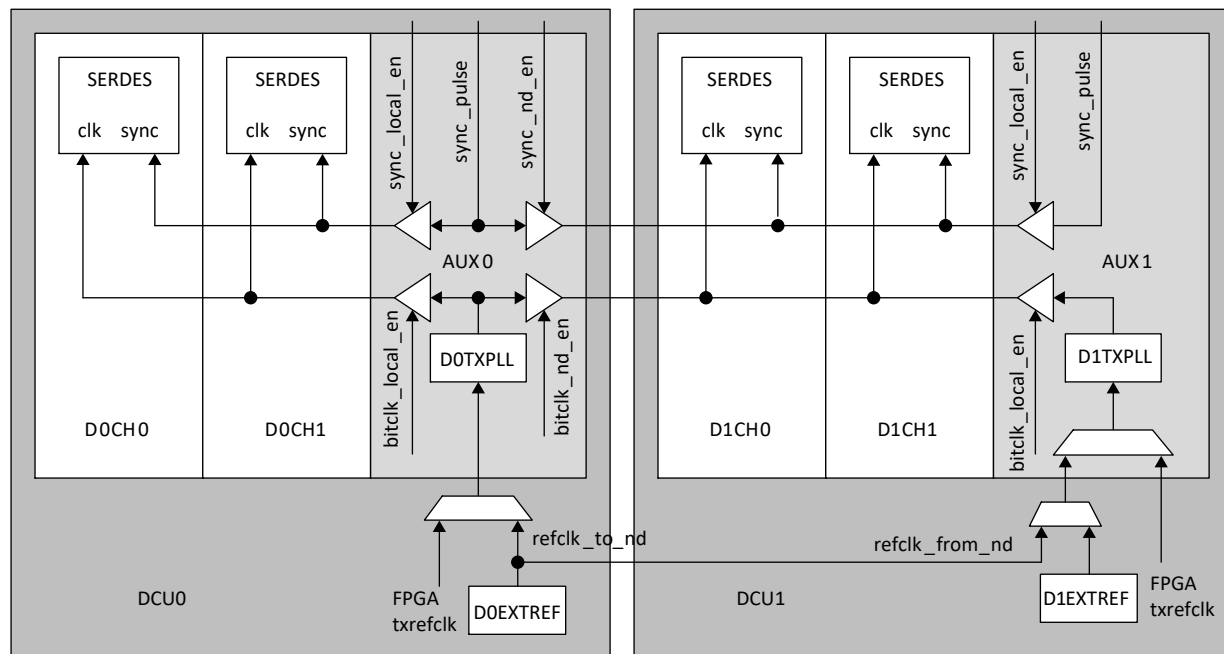 SERDES
clk sync
SERDES
clk sync
sync_local_en
sync_pulse
sync_nd_en
SERDES
clk sync
SERDES
clk sync
sync_local_en
sync_pulse
AUX0
AUX1
bitclk_local_en
D0TXPLL
bitclk_nd_en
bitclk_local_en
D1TXPLL
D0CH0
D0CH1
D1CH0
D1CH1
refclk_to_nd
refclk_from_nd
DCU0
FPGA
txrefclk
D0EXTREF
DCU1
D1EXTREF
FPGA
txrefclk